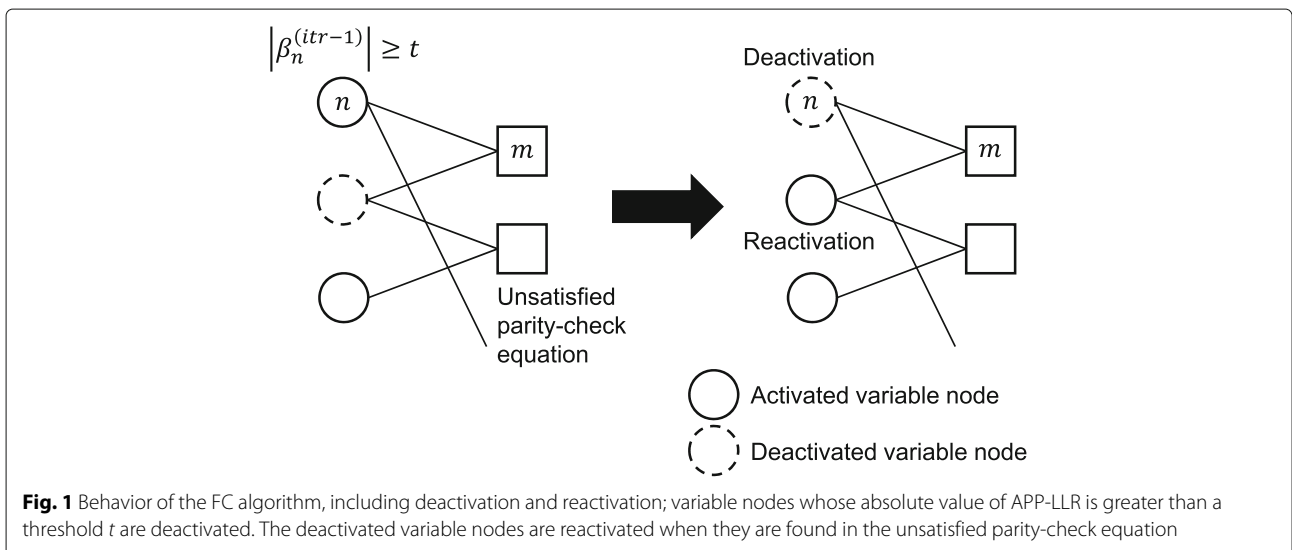 |β_n^(itr−1)| ≥ t
n
m
Unsatisfied
parity-check
equation
Deactivation
n
m
Reactivation
Activated variable node
Deactivated variable node
Fig. 1 Behavior of the FC algorithm, including deactivation and reactivation; variable nodes whose absolute value of APP-LLR is greater than a
threshold t are deactivated. The deactivated variable nodes are reactivated when they are found in the unsatisfied parity-check equation